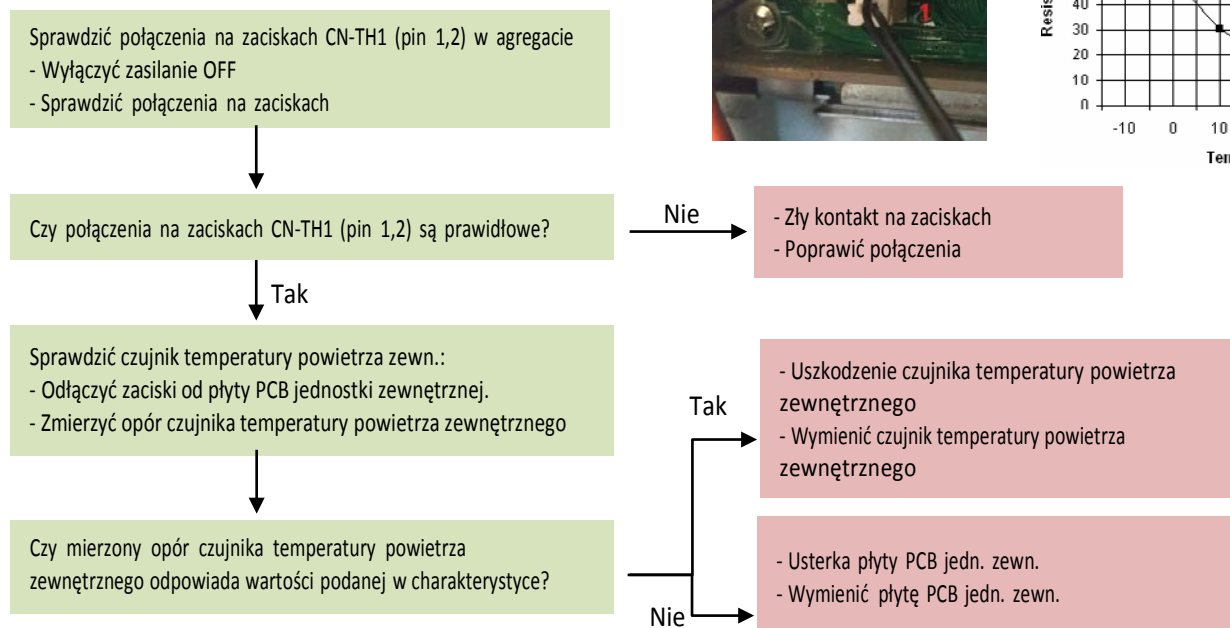 Sprawdzić połączenia na zaciskach CN-TH1 (pin 1,2) w agregacie
- Wyłączyć zasilanie OFF
- Sprawdzić połączenia na zaciskach
1
40
30
20
10
0
-10 0 10
Czy połączenia na zaciskach CN-TH1 (pin 1,2) są prawidłowe?
Nie
- Zły kontakt na zaciskach
- Poprawić połączenia
Tak
Sprawdzić czujnik temperatury powietrza zewn.:
- Odłączyć zaciski od płyty PCB jednostki zewnętrznej.
- Zmierzyć opór czujnika temperatury powietrza zewnętrznego
Tak
- Uszkodzenie czujnika temperatury powietrza
zewnętrznego
- Wymienić czujnik temperatury powietrza
zewnętrznego
Czy mierzony opór czujnika temperatury powietrza
zewnętrznego odpowiada wartości podanej w charakterystyce?
Nie
- Usterka płyty PCB jedn. zewn.
- Wymienić płytę PCB jedn. zewn.